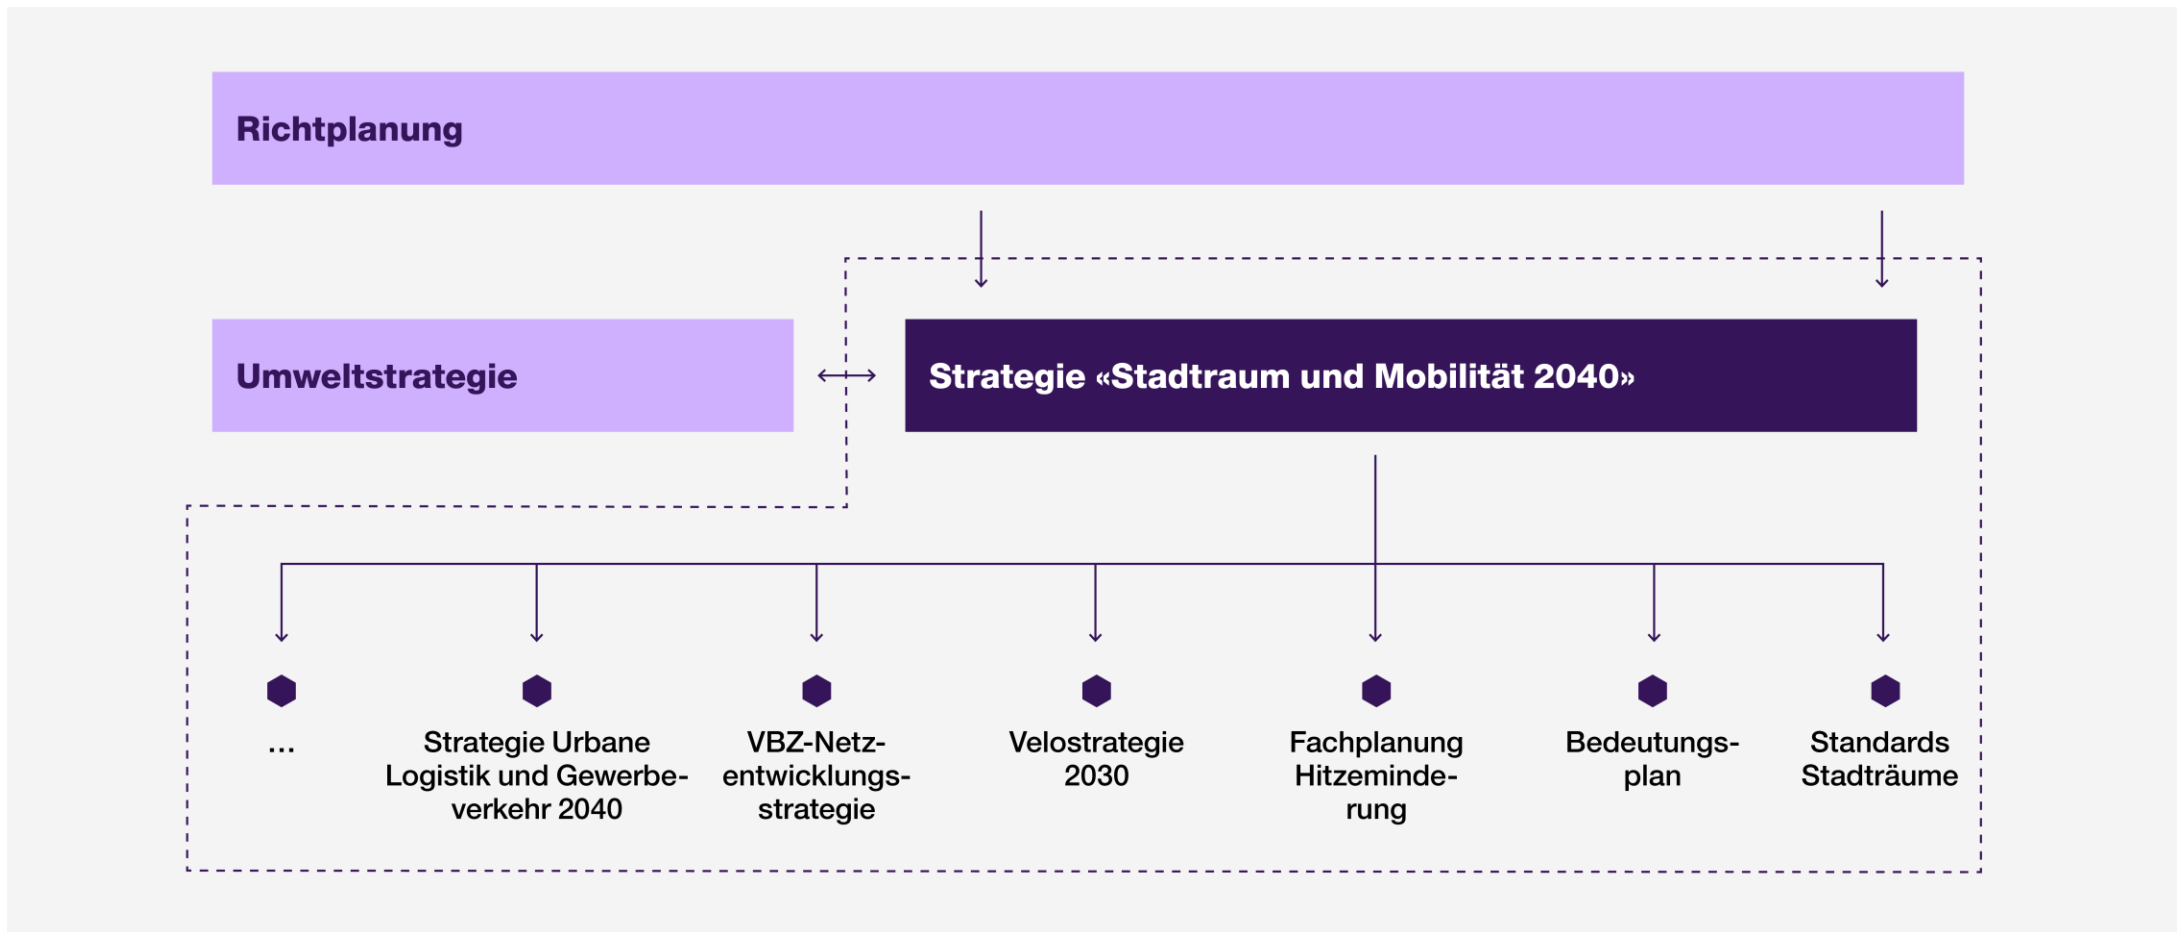 Richtplanung
Umweltstrategie
Strategie «Stadtraum und Mobilität 2040»
...
Strategie Urbane
Logistik und Gewerbe-
verkehr 2040
VBZ-Netz-
entwicklungs-
strategie
Velostrategie
2030
Fachplanung
Hitzeminde-
rung
Bedeutungs-
plan
Standards
Stadträume